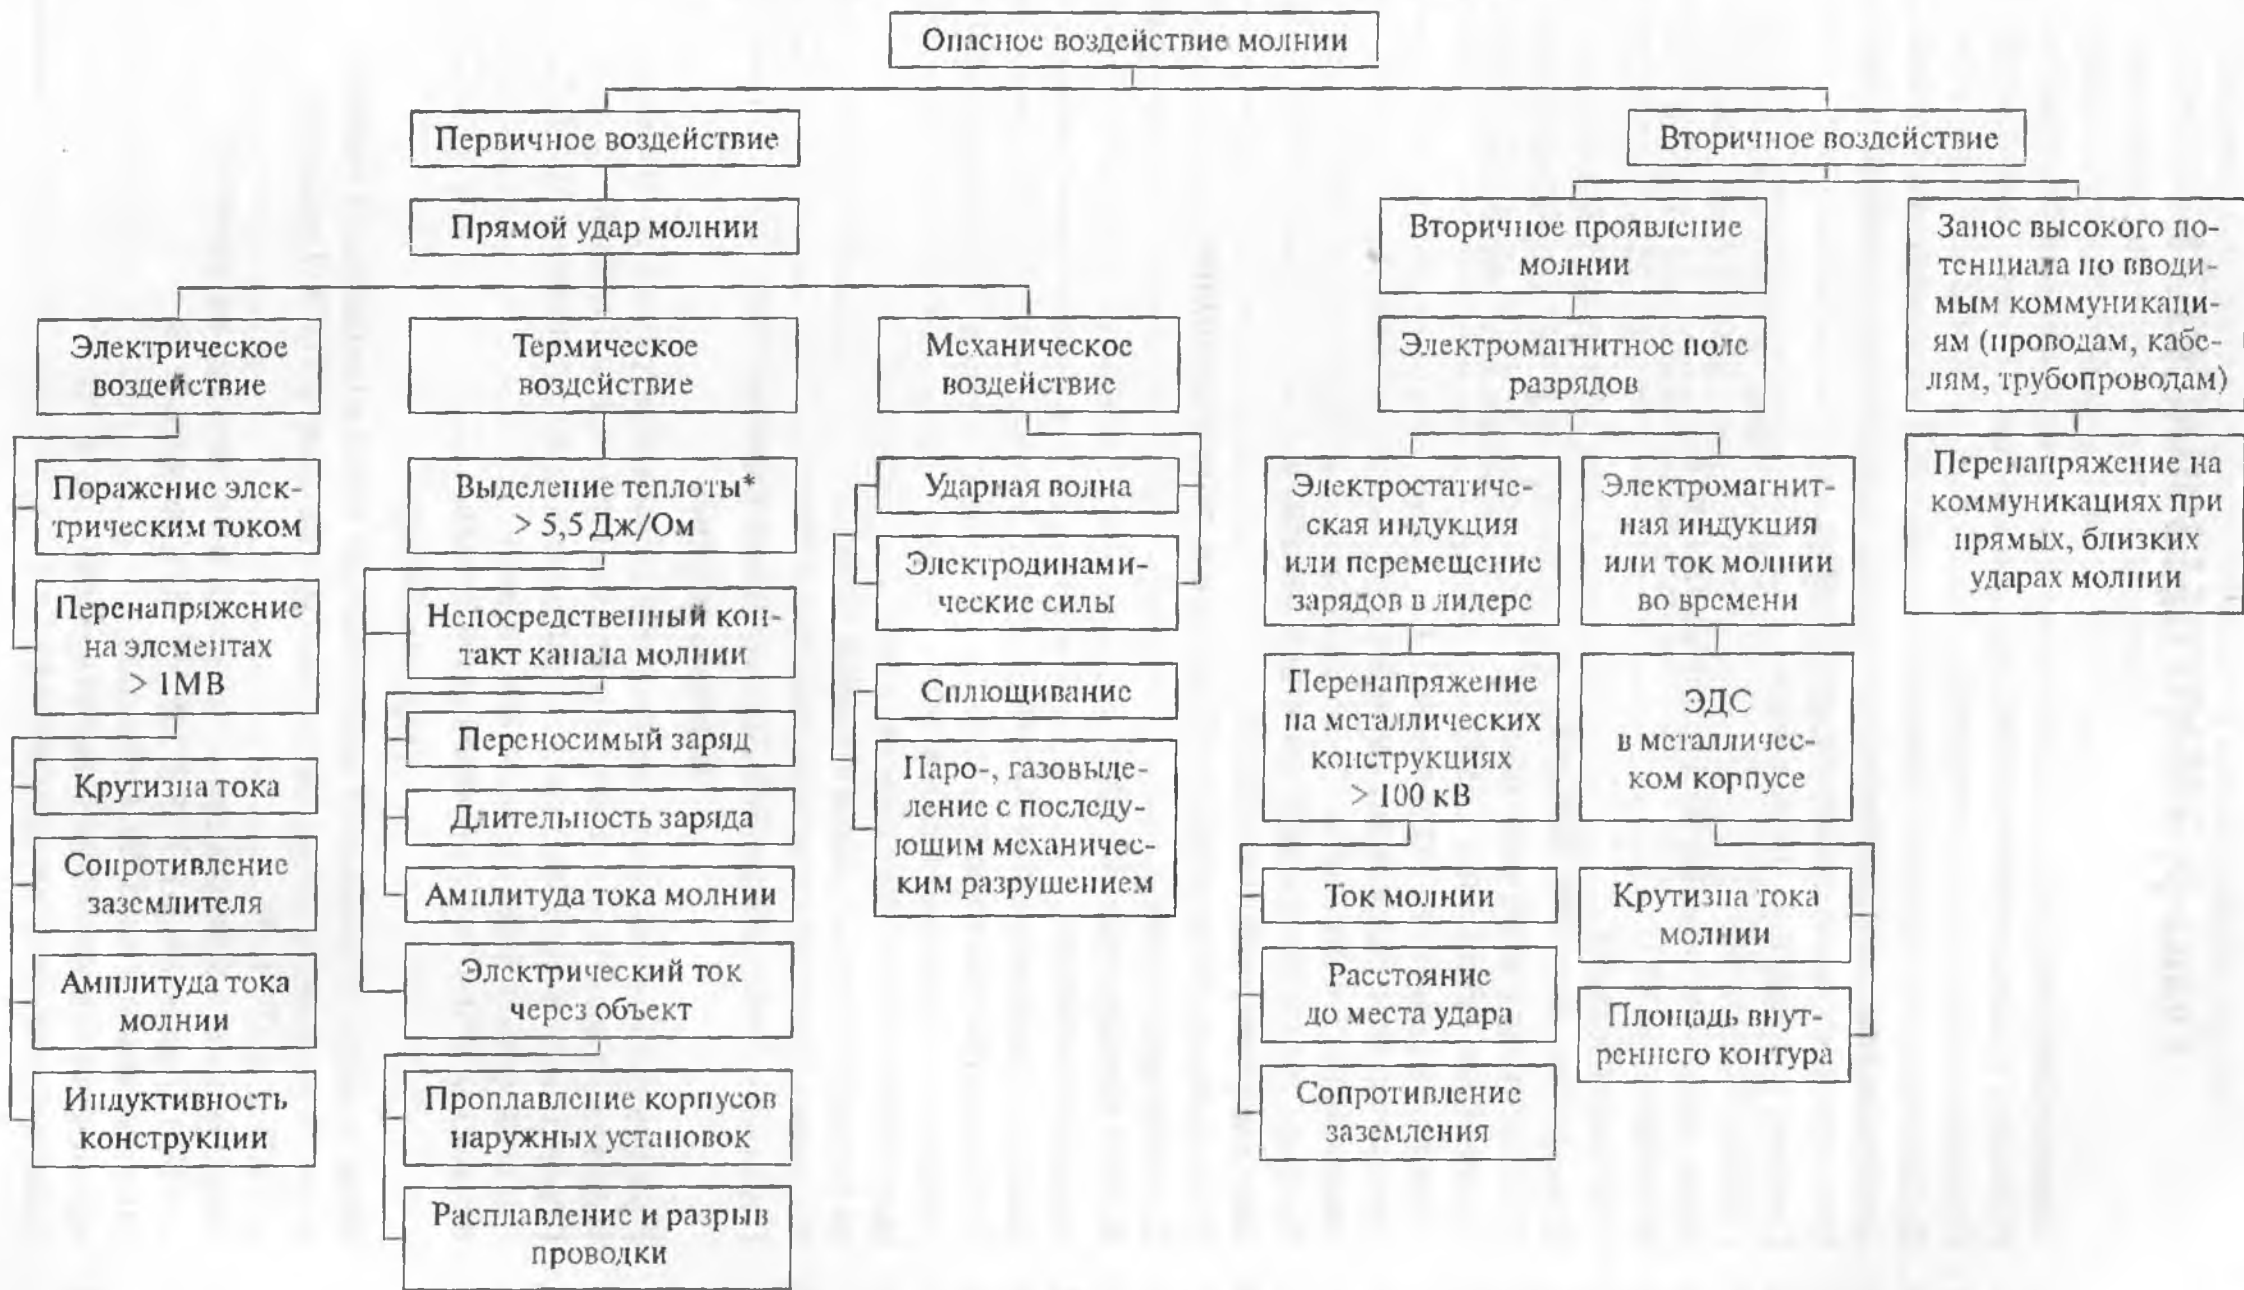 Опасное воздействие молнии
Первичное воздействие
Прямой удар молнии
Электрическое
воздействие
Поражение элек-
трическим током
Перенапряжение
на элементах
> 1МВ
Крутизна тока
Сопротивление
заземлителя
Амплитуда тока
молнии
Индуктивность
конструкции
Термическое
воздействие
Выделение теплоты*
> 5,5 Дж/Ом
Непосредственный кон-
такт канала молнии
Переносимый заряд
Длительность заряда
Амплитуда тока молнии
Электрический ток
через объект
Проплавление корпусов
наружных установок
Расплавление и разрыв
проводки
Механическое
воздействие
Ударная волна
Электродинами-
ческие силы
Сплющивание
Паро-, газовыде-
ление с последу-
ющим механичес-
ким разрушением
Вторичное воздействие
Вторичное проявление
молнии
Электромагнитное поле
разрядов
Электростатиче-
ская индукция
или перемещение
зарядов в лидере
Перенапряжение
на металлических
конструкциях
> 100 кВ
Ток молнии
Расстояние
до места удара
Сопротивление
заземления
Электромагнит-
ная индукция
или ток молнии
во времени
ЭДС
в металличес-
ком корпусе
Крутизна тока
молнии
Площадь внут-
реннего контура
Занос высокого по-
тенциала по вводи-
мым коммуникаци-
ям (проводам, кабе-
лям, трубопроводам)
Перенапряжение на
коммуникациях при
прямых, близких
ударах молнии